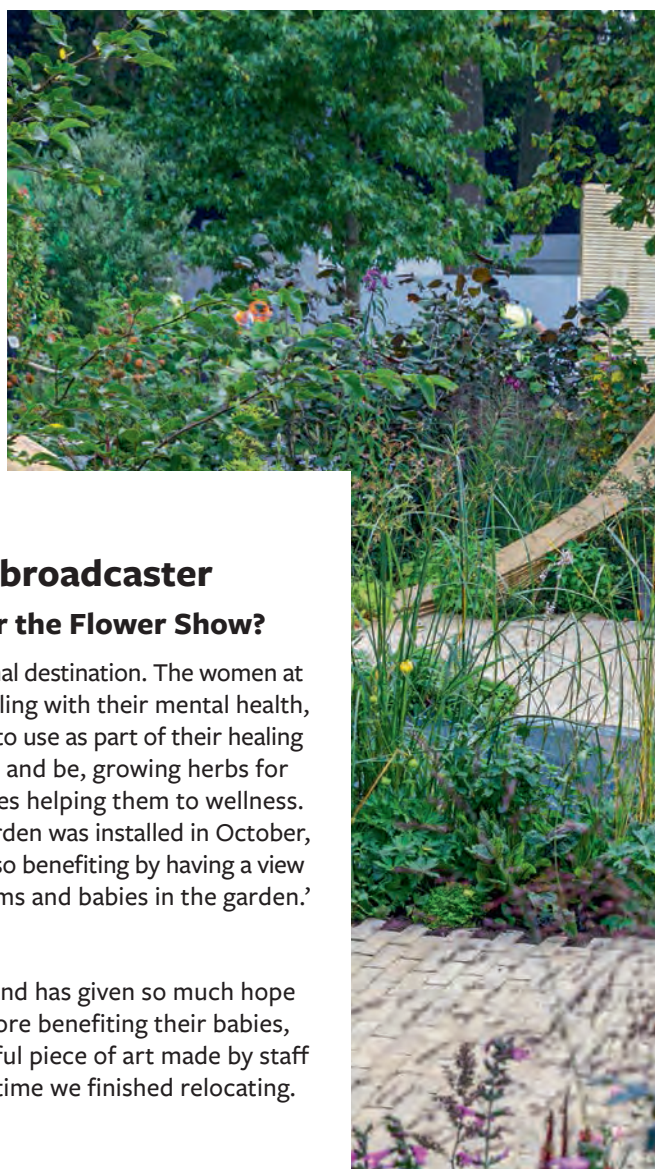 broadcaster
r the Flower Show?
nal destination. The women at
ling with their mental health,
to use as part of their healing
and be, growing herbs for
es helping them to wellness.
rden was installed in October,
so benefiting by having a view
ms and babies in the garden.’
nd has given so much hope
ore benefiting their babies,
ful piece of art made by staff
time we finished relocating.